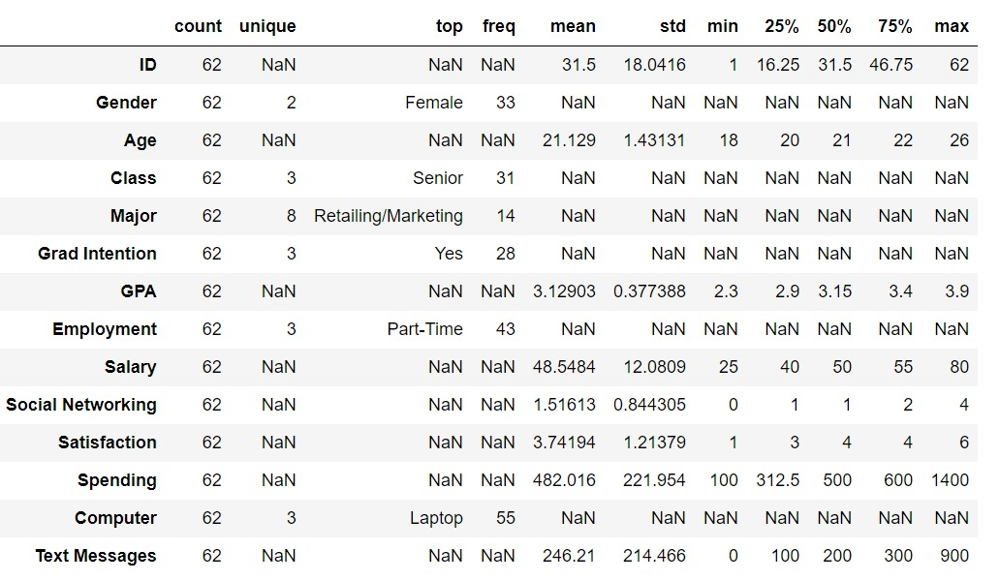 count unique top freq mean std min 25% 50% 75% max
ID 62 NaN NaN NaN 31.5 18.0416 1 16.25 31.5 46.75 62
Gender 62 2 Female 33 NaN NaN NaN NaN NaN NaN NaN
Age 62 NaN NaN NaN 21.129 1.43131 18 20 21 22 26
Class 62 3 Senior 31 NaN NaN NaN NaN NaN NaN NaN
Major 62 8 Retailing/Marketing 14 NaN NaN NaN NaN NaN NaN NaN
Grad Intention 62 3 Yes 28 NaN NaN NaN NaN NaN NaN NaN
GPA 62 NaN NaN NaN 3.12903 0.377388 2.3 2.9 3.15 3.4 3.9
Employment 62 3 Part-Time 43 NaN NaN NaN NaN NaN NaN NaN
Salary 62 NaN NaN NaN 48.5484 12.0809 25 40 50 55 80
Social Networking 62 NaN NaN NaN 1.51613 0.844305 0 1 1 2 4
Satisfaction 62 NaN NaN NaN 3.74194 1.21379 1 3 4 4 6
Spending 62 NaN NaN NaN 482.016 221.954 100 312.5 500 600 1400
Computer 62 3 Laptop 55 NaN NaN NaN NaN NaN NaN NaN
Text Messages 62 NaN NaN NaN 246.21 214.466 0 100 200 300 900